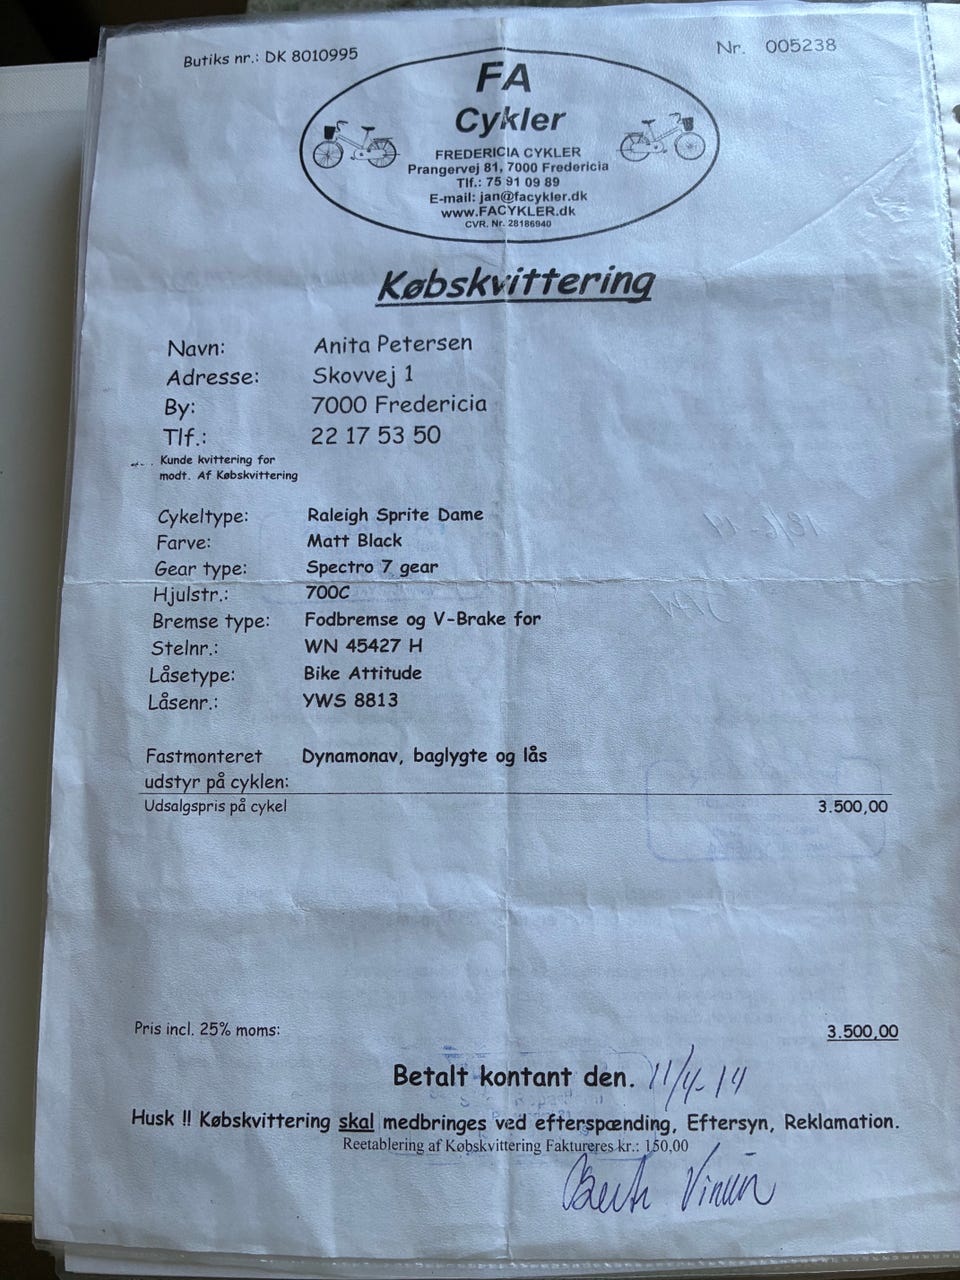 Butiks nr.: DK 8010995
Nr. 005238
FA
Cykler
FREDERICIA CYKLER
Prangervej 81, 7000 Fredericia
Tlf.: 75 91 09 89
E-mail: jan@facykler.dk
www.FACYKLER.dk
CVR. Nr. 28186940
Købskvittering
Navn: Anita Petersen
Adresse: Skovvej 1
By: 7000 Fredericia
Tlf.: 22 17 53 50
Kunde kvittering for
modt. Af Købskvittering
Cykeltype: Raleigh Sprite Dame
Farve: Matt Black
Gear type: Spectro 7 gear
Hjulstr.: 700C
Bremse type: Fodbremse og V-Brake for
Stelnr.: WN 45427 H
Låsetype: Bike Attitude
Låsenr.: YWS 8813
Fastmonteret Dynamonav, baglygte og lås
udstyr på cyklen:
Udsalgspris på cykel 3.500,00
Pris incl. 25% moms: 3.500,00
Betalt kontant den. 11/4-14
Husk !! Købskvittering skal medbringes ved efterspænding, Eftersyn, Reklamation.
Reetablering af Købskvittering Faktureres kr.: 150,00